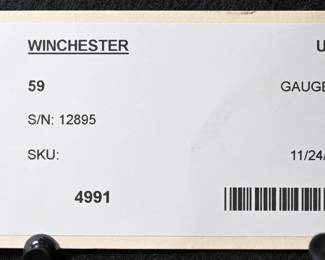 WINCHESTER U
59 GAUGE
S/N: 12895
SKU: 11/24/
4991